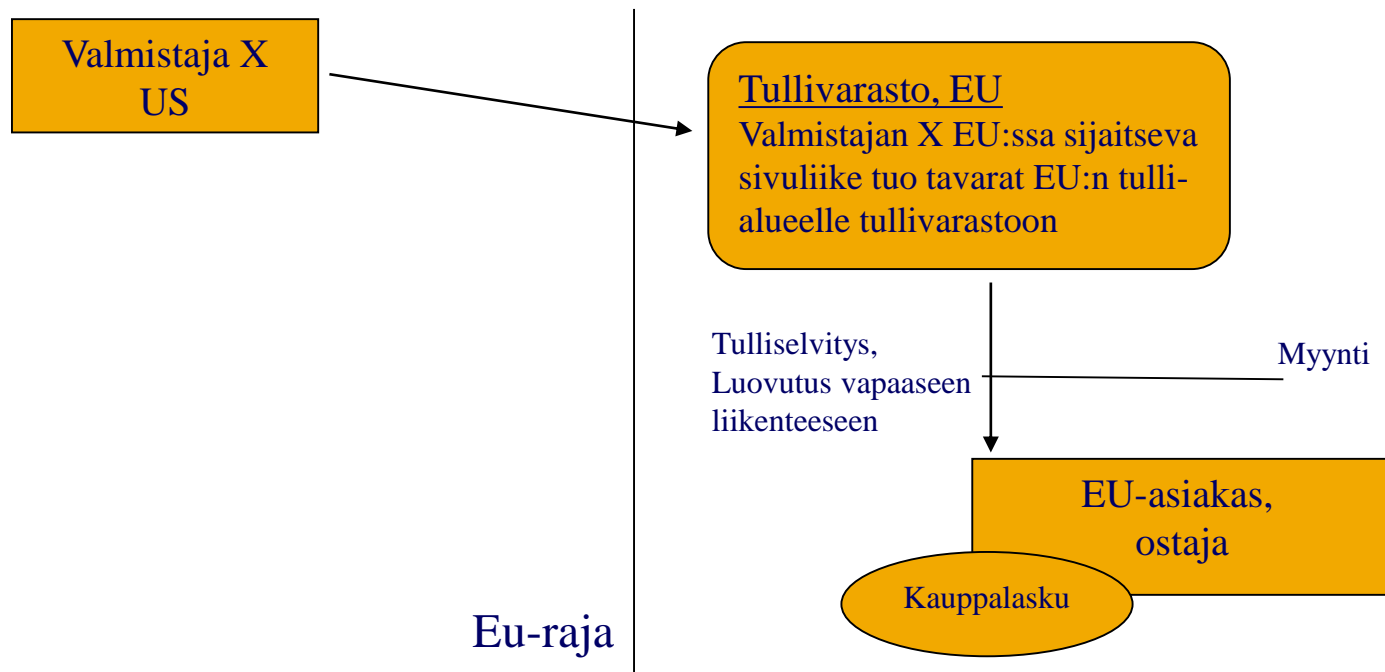 Valmistaja X
US
Tullivarasto, EU
Valmistajan X EU:ssa sijaitseva
sivuliike tuo tavarat EU:n tulli-
alueelle tullivarastoon
Tulliselvitys,
Luovutus vapaaseen
liikenteeseen
Myynti
EU-asiakas,
ostaja
Kauppalasku
Eu-raja